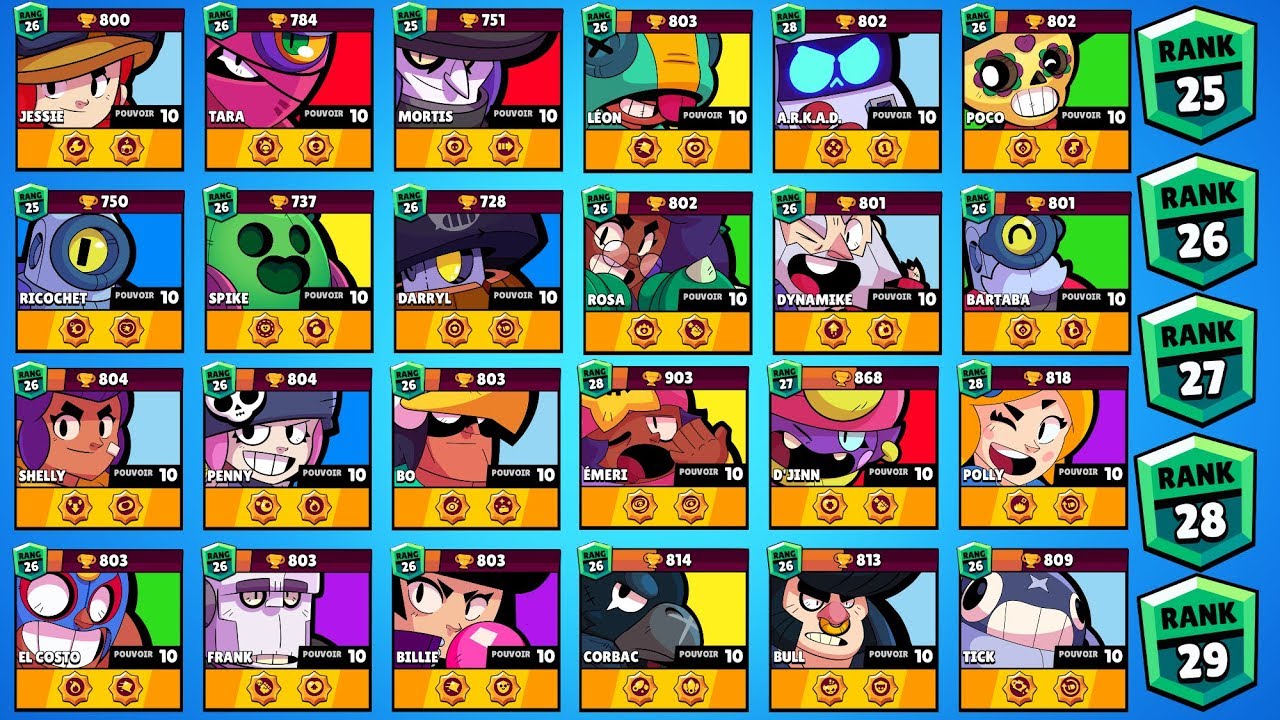 RANG 26 800
JESSIE POUVOIR 10
RANG 26 784
TARA POUVOIR 10
RANG 25 751
MORTIS POUVOIR 10
RANG 26 803
LÉON POUVOIR 10
RANG 28 802
A.R.K.A.D. POUVOIR 10
RANG 26 802
POCO POUVOIR 10
RANK
25
RANG 25 750
RICOCHET POUVOIR 10
RANG 26 737
SPIKE POUVOIR 10
RANG 26 728
DARRYL POUVOIR 10
RANG 26 802
ROSA POUVOIR 10
RANG 26 801
DYNAMIKE POUVOIR 10
RANG 26 801
BARTABA POUVOIR 10
RANK
26
RANG 26 804
SHELLY POUVOIR 10
RANG 26 804
PENNY POUVOIR 10
RANG 26 803
BO POUVOIR 10
RANG 28 903
ÉMERI POUVOIR 10
RANG 27 868
D'JINN POUVOIR 10
RANG 28 818
POLLY POUVOIR 10
RANK
27
RANK
28
RANG 26 803
EL COSTO POUVOIR 10
RANG 26 803
FRANK POUVOIR 10
RANG 26 803
BILLIE POUVOIR 10
RANG 26 814
CORBAC POUVOIR 10
RANG 26 813
BULL POUVOIR 10
RANG 26 809
TICK POUVOIR 10
RANK
29